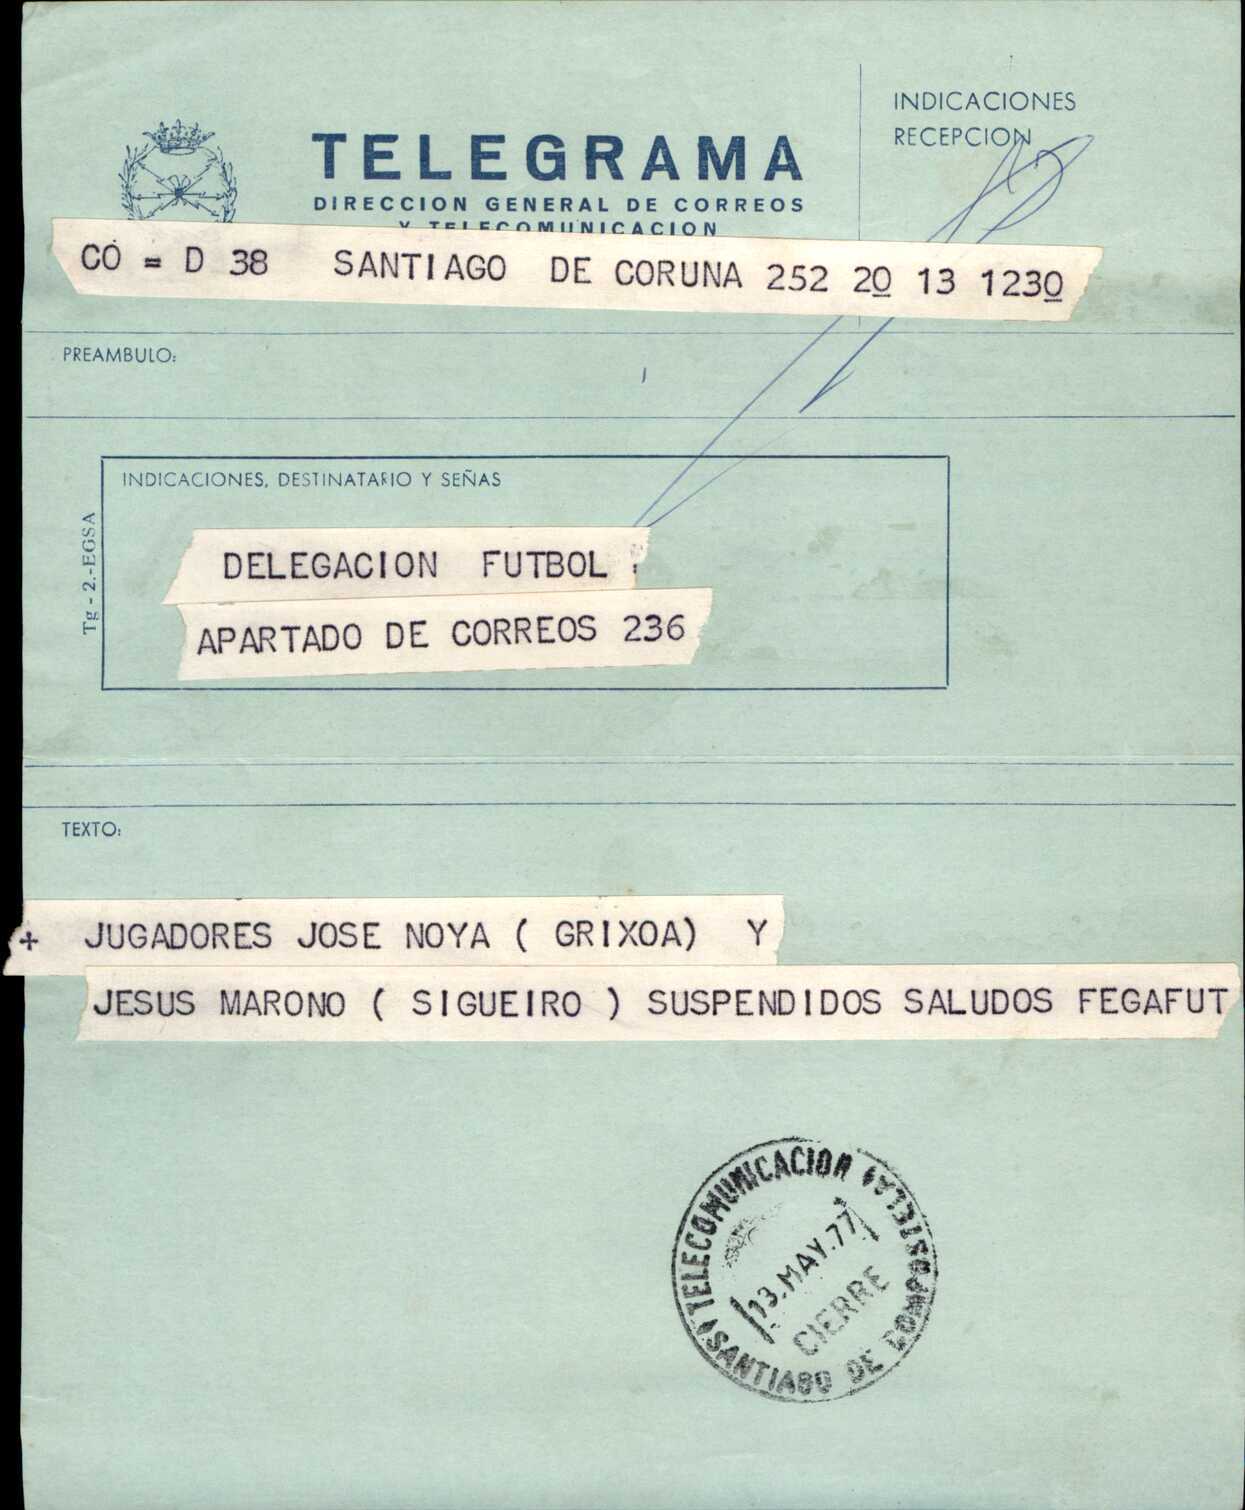 INDICACIONES
RECEPCION
TELEGRAMA
DIRECCION GENERAL DE CORREOS
Y TELECOMUNICACION
CO = D 38 SANTIAGO DE CORUNA 252 20 13 1230
PREAMBULO:
INDICACIONES, DESTINATARIO Y SEÑAS
Tg - 2.-EGSA
DELEGACION FUTBOL
APARTADO DE CORREOS 236
TEXTO:
+ JUGADORES JOSE NOYA ( GRIXOA) Y
JESUS MARONO ( SIGUEIRO ) SUSPENDIDOS SALUDOS FEGAFUT
TELECOMUNICACION
13.MAY.77
CIERRE
SANTIAGO DE COMPOSTELA